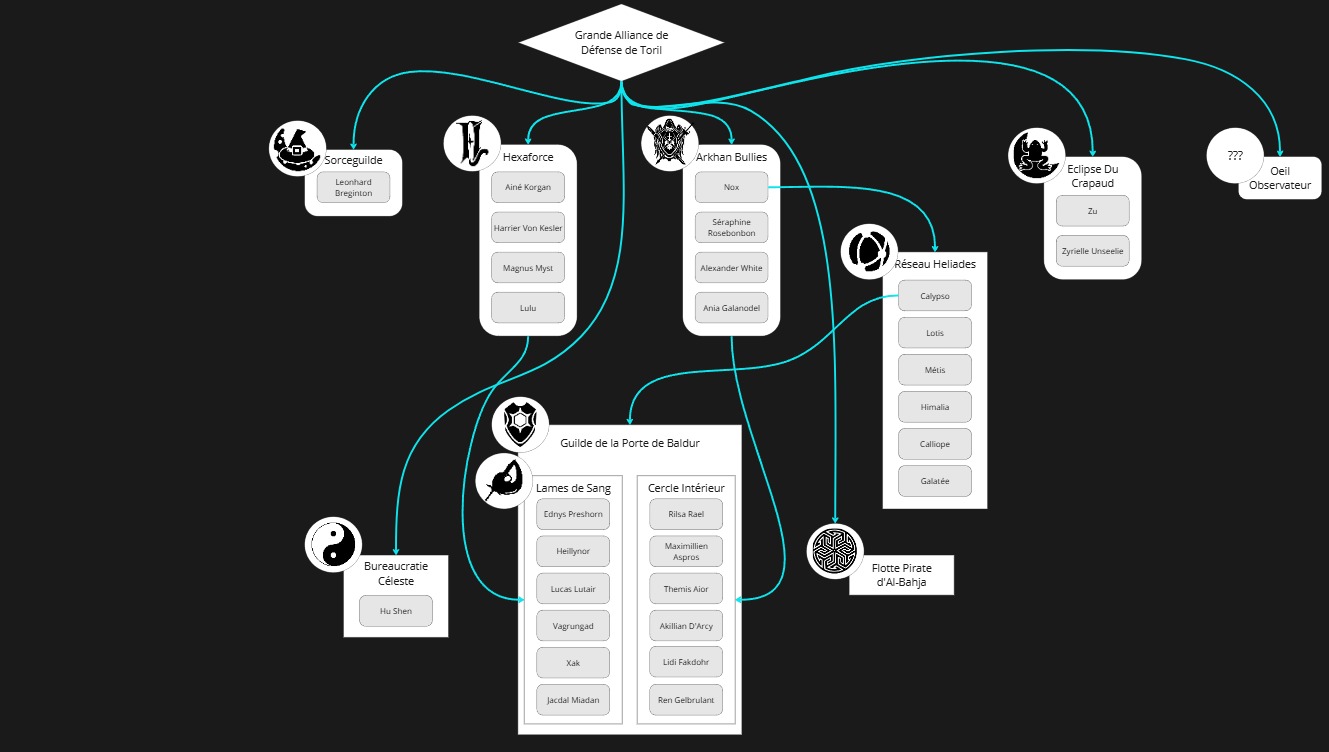 Grande Alliance de
Défense de Toril
Sorceguilde
Leonhard
Breginton
Hexaforce
Ainé Korgan
Harrier Von Kesler
Magnus Myst
Lulu
Arkhan Bullies
Nox
Séraphine
Rosebonbon
Alexander White
Ania Galanodel
Eclipse Du
Crapaud
Zu
Zyrielle Unseelie
???
Oeil
Observateur
Réseau Heliades
Calypso
Lotis
Métis
Himalia
Calliope
Galatée
Guilde de la Porte de Baldur
Lames de Sang
Ednys Preshorn
Heillynor
Lucas Lutair
Vagrungad
Xak
Jacdal Miadan
Cercle Intérieur
Rilsa Rael
Maximillien
Aspros
Themis Aior
Akillian D'Arcy
Lidi Fakdohr
Ren Gelbrulant
Bureaucratie
Céleste
Hu Shen
Flotte Pirate
d'Al-Bahja